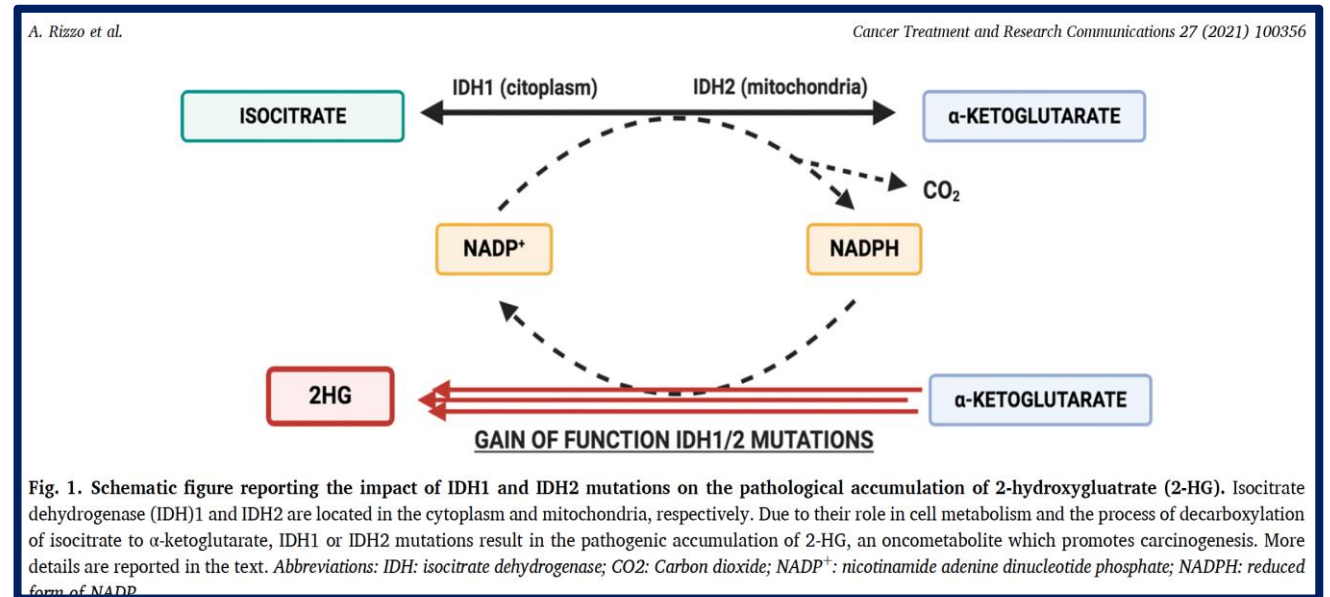 A. Rizzo et al.
Cancer Treatment and Research Communications 27 (2021) 100356
IDH1 (citoplasm)
IDH2 (mitochondria)
ISOCITRATE
α-KETOGLUTARATE
CO₂
NADP⁺
NADPH
2HG
α-KETOGLUTARATE
GAIN OF FUNCTION IDH1/2 MUTATIONS
Fig. 1. Schematic figure reporting the impact of IDH1 and IDH2 mutations on the pathological accumulation of 2-hydroxygluatrate (2-HG). Isocitrate
dehydrogenase (IDH)1 and IDH2 are located in the cytoplasm and mitochondria, respectively. Due to their role in cell metabolism and the process of decarboxylation
of isocitrate to α-ketoglutarate, IDH1 or IDH2 mutations result in the pathogenic accumulation of 2-HG, an oncometabolite which promotes carcinogenesis. More
details are reported in the text. Abbreviations: IDH: isocitrate dehydrogenase; CO2: Carbon dioxide; NADP⁺: nicotinamide adenine dinucleotide phosphate; NADPH: reduced
form of NADP